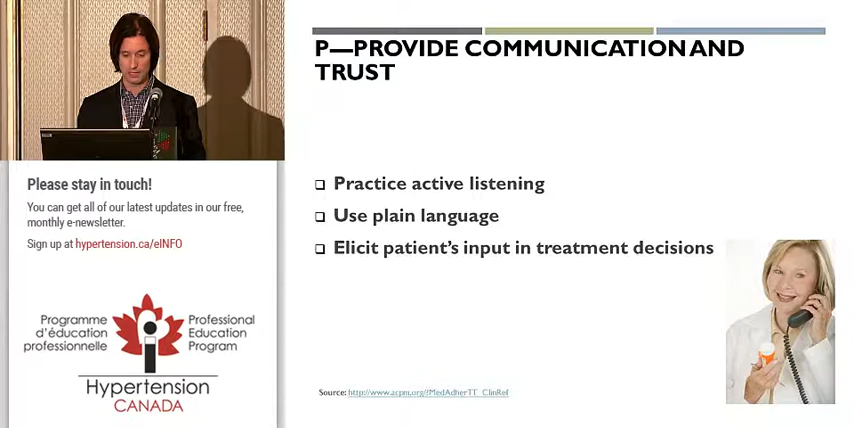 P—PROVIDE COMMUNICATION AND
TRUST
Practice active listening
Use plain language
Elicit patient's input in treatment decisions
Source: http://www.acpm.org/?MedAdherTT_ClinRef
Please stay in touch!
You can get all of our latest updates in our free,
monthly e-newsletter.
Sign up at hypertension.ca/eINFO
Programme
d'éducation
professionnelle
Professional
Education
Program
Hypertension
CANADA